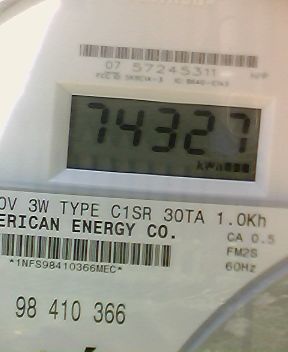 07 57245311
74327
kWh
0V 3W TYPE C1SR 30TA 1.0Kh
ERICAN ENERGY CO.
CA 0.5
FM2S
60Hz
*1NFS98410366MEC*
98 410 366